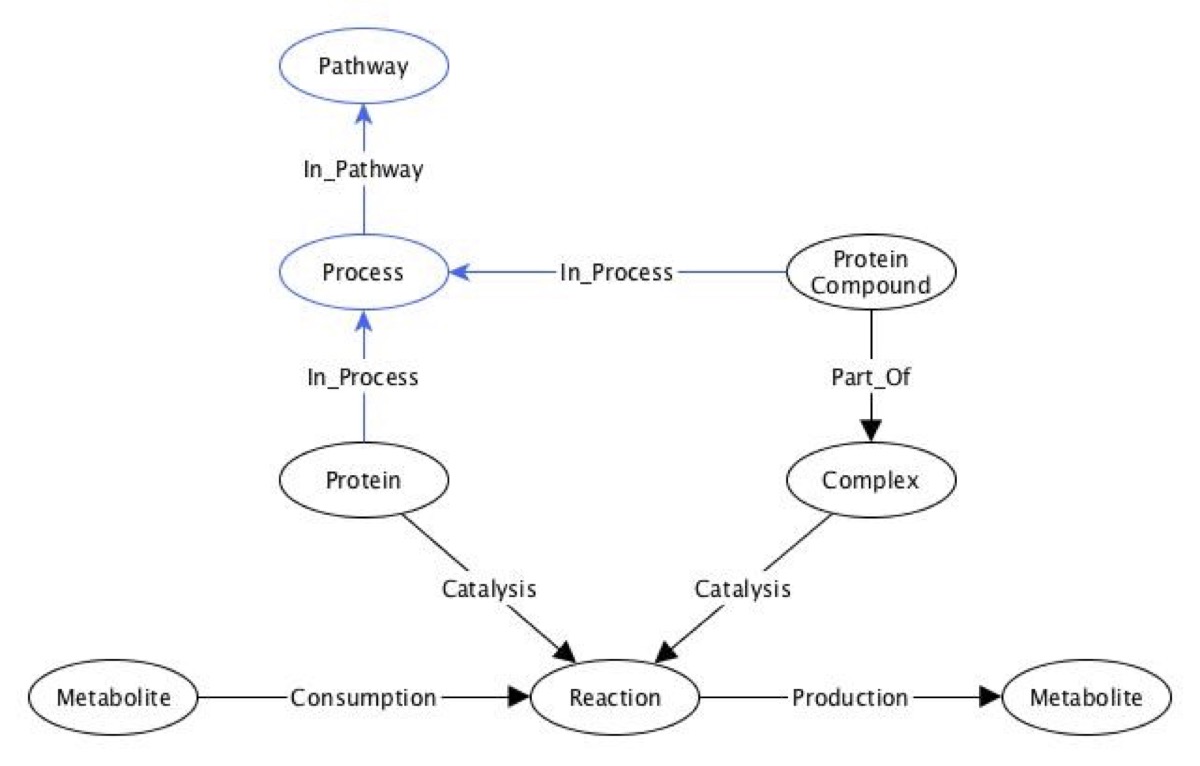 Pathway
In_Pathway
Process
In_Process
Protein
Compound
In_Process
Part_Of
Protein
Complex
Catalysis
Catalysis
Metabolite
Consumption
Reaction
Production
Metabolite